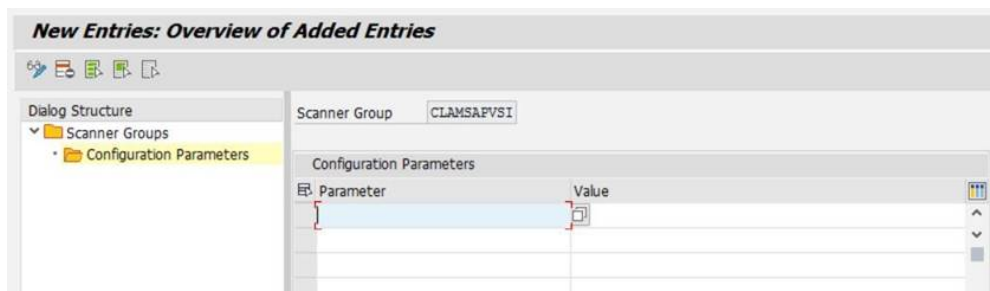 New Entries: Overview of Added Entries
Dialog Structure
Scanner Groups
Configuration Parameters
Scanner Group CLAMSAPVSI
Configuration Parameters
Parameter Value